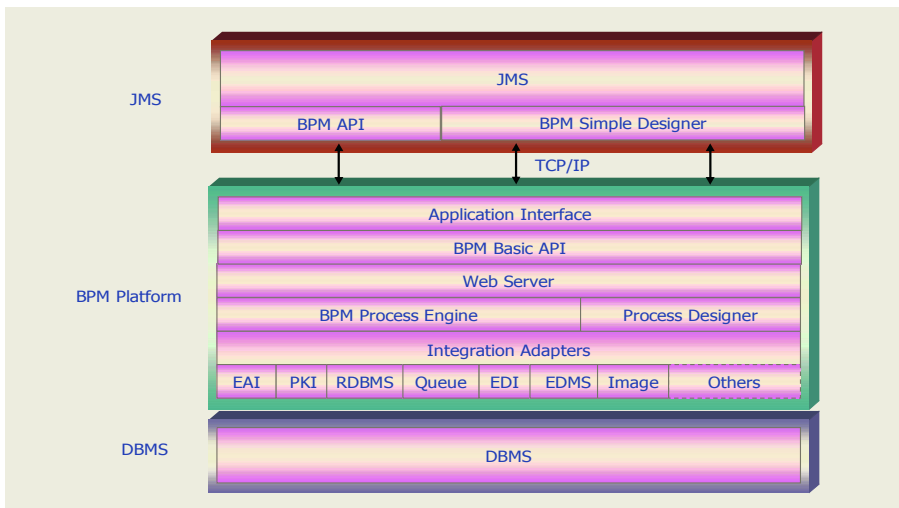 JMS
JMS
BPM API
BPM Simple Designer
TCP/IP
BPM Platform
Application Interface
BPM Basic API
Web Server
BPM Process Engine
Process Designer
Integration Adapters
EAI
PKI
RDBMS
Queue
EDI
EDMS
Image
Others
DBMS
DBMS